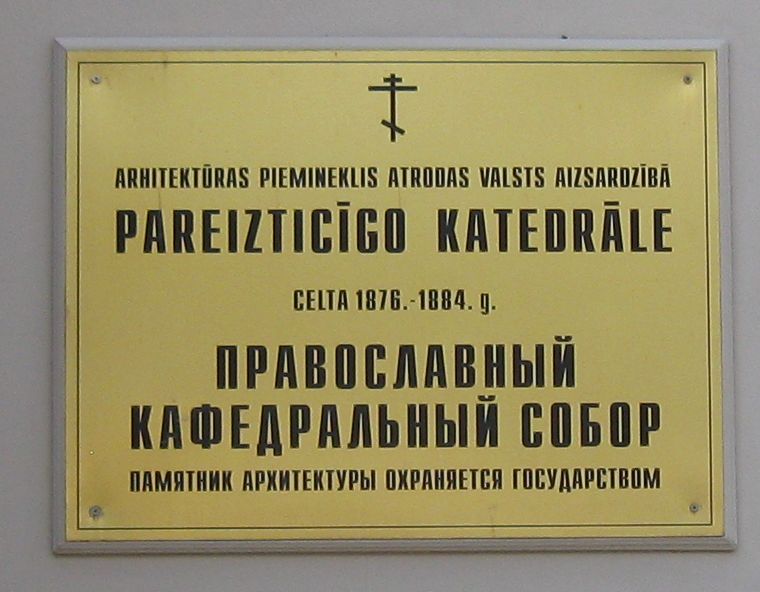 ARHITEKTŪRAS PIEMINEKLIS ATRODAS VALSTS AIZSARDZĪBĀ
PAREIZTICĪGO KATEDRĀLE
CELTA 1876.-1884. g.
ПРАВОСЛАВНЫЙ
КАФЕДРАЛЬНЫЙ СОБОР
ПАМЯТНИК АРХИТЕКТУРЫ ОХРАНЯЕТСЯ ГОСУДАРСТВОМ